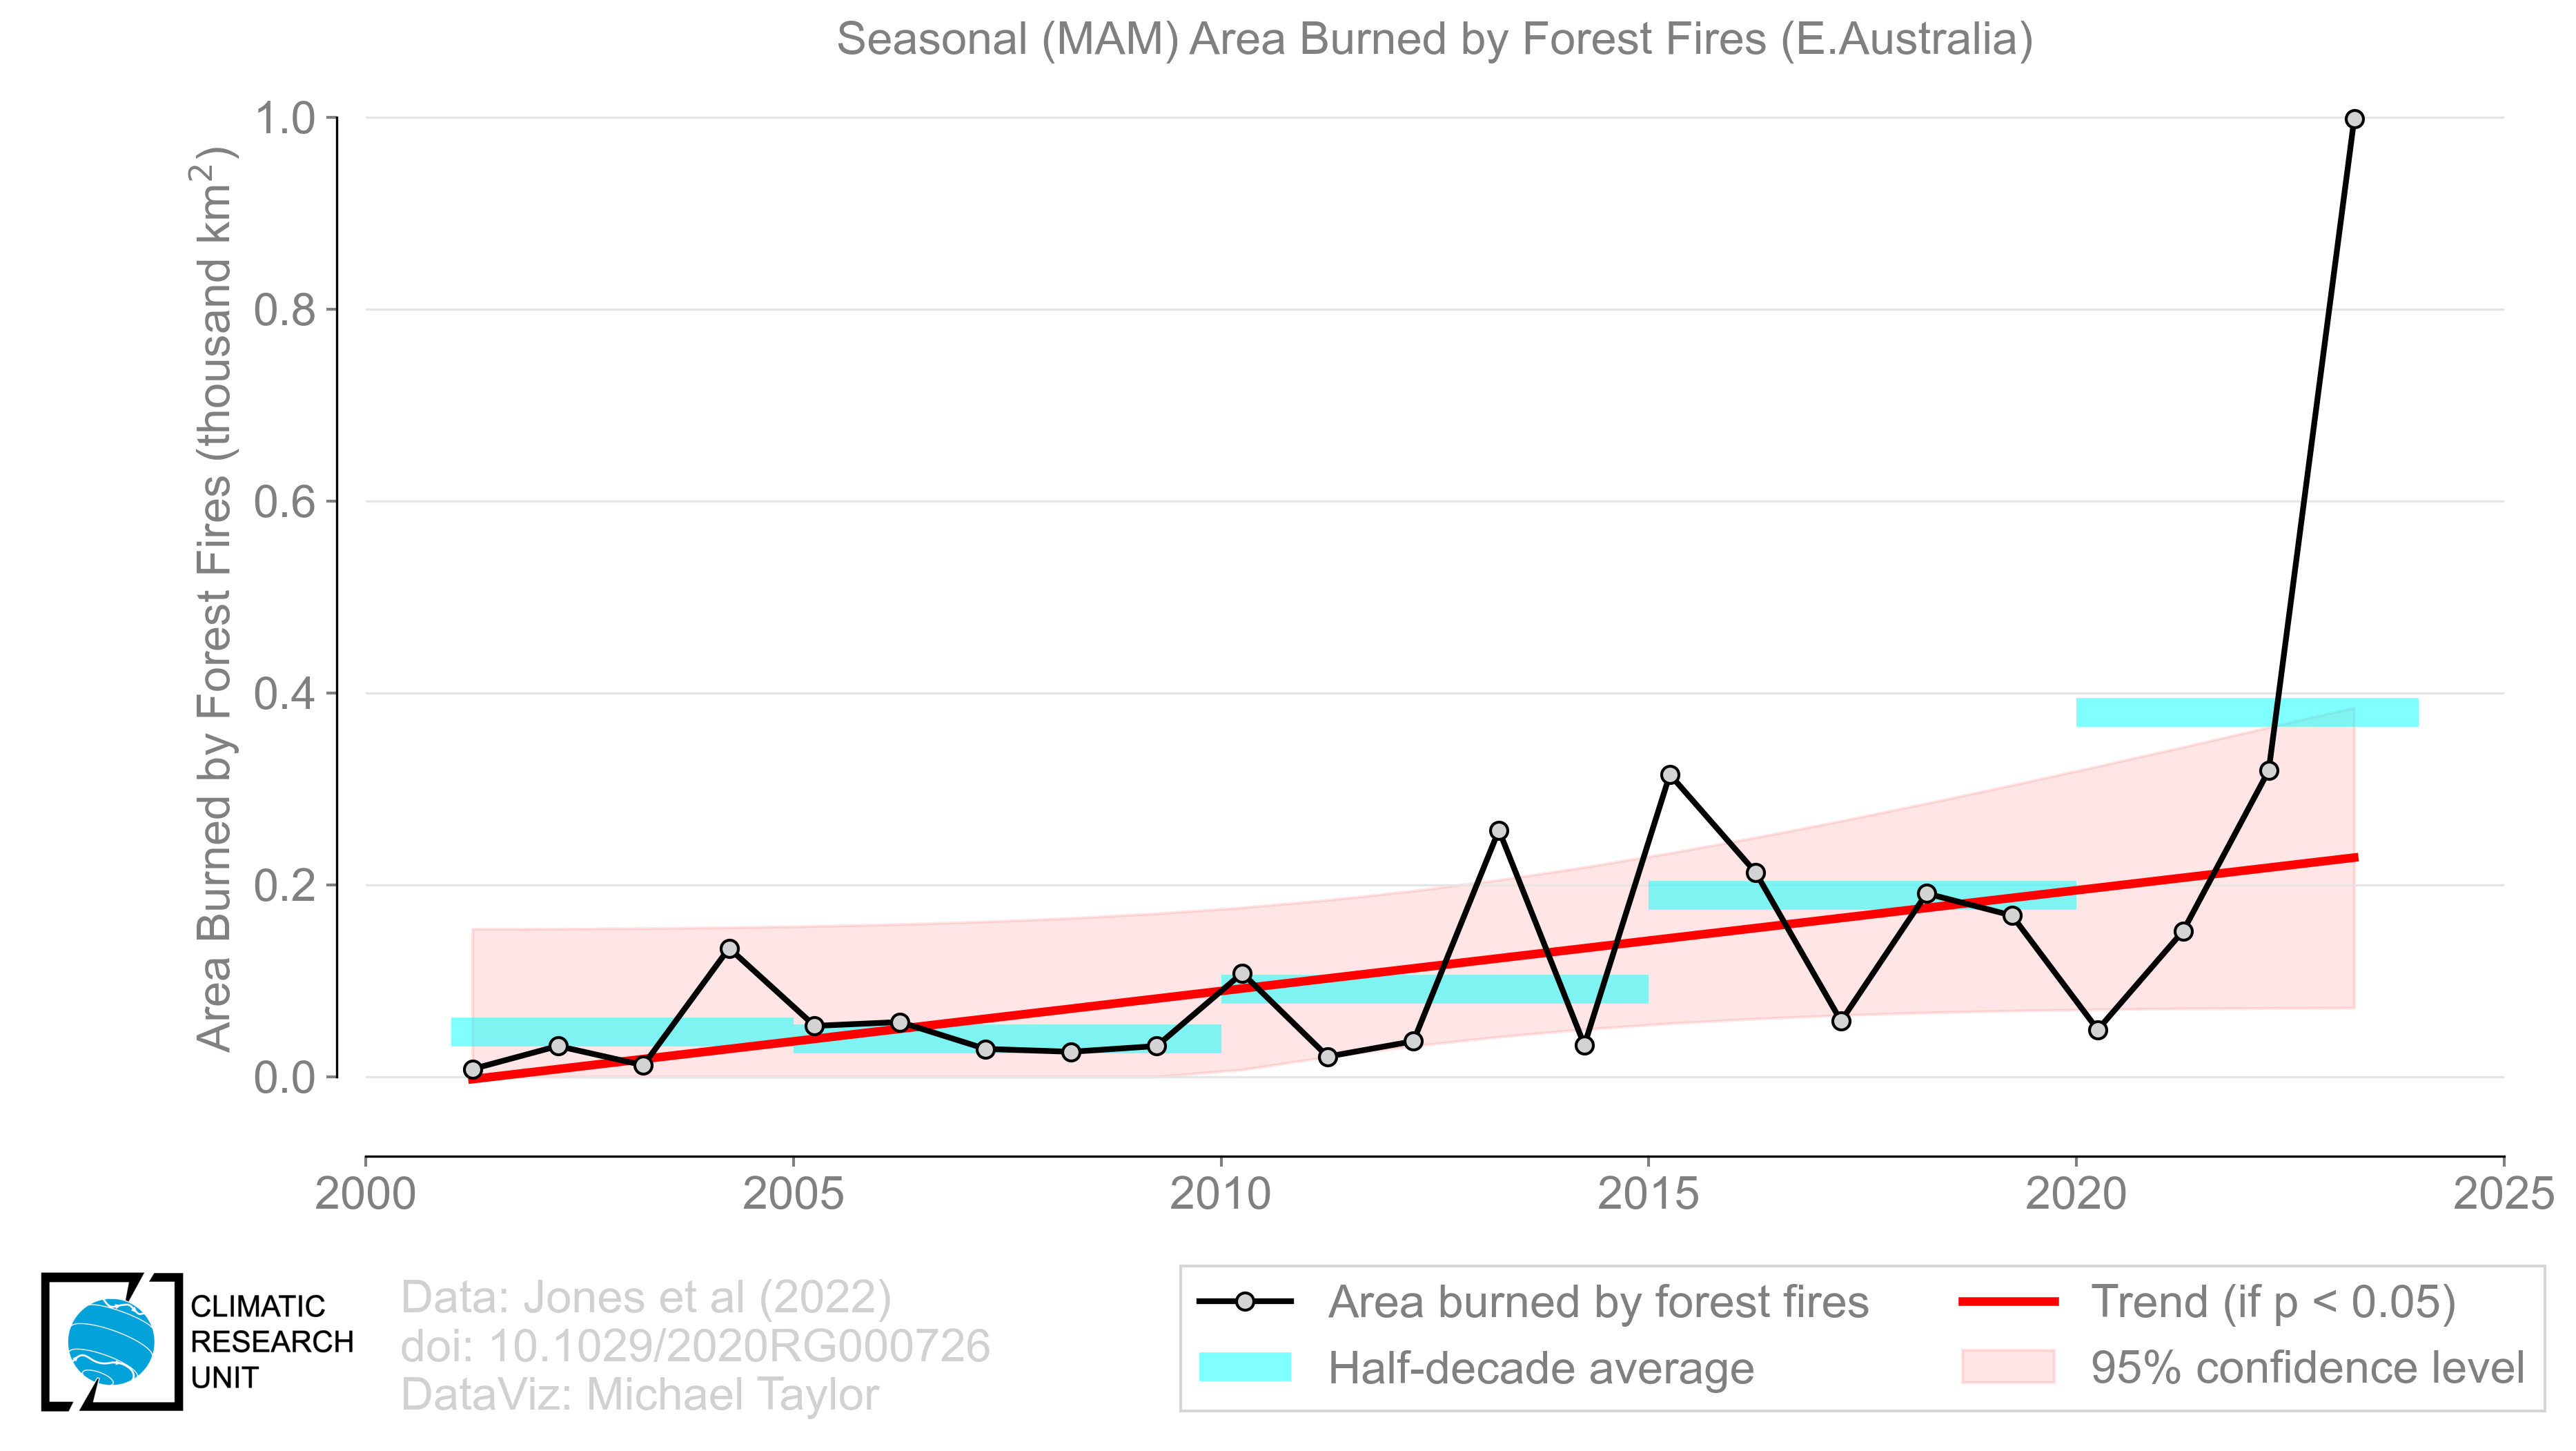 Seasonal (MAM) Area Burned by Forest Fires (E.Australia)
Area Burned by Forest Fires (thousand km²)
1.0
0.8
0.6
0.4
0.2
0.0
2000 2005 2010 2015 2020 2025
CLIMATIC
RESEARCH
UNIT
Data: Jones et al (2022)
doi: 10.1029/2020RG000726
DataViz: Michael Taylor
Area burned by forest fires
Half-decade average
Trend (if p < 0.05)
95% confidence level